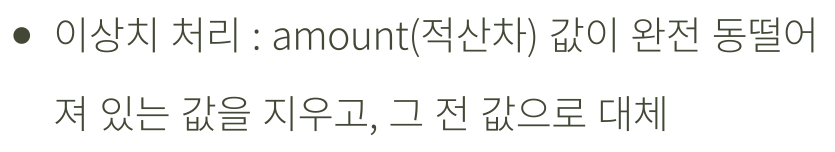 ● 이상치 처리 : amount(적산차) 값이 완전 동떨어
져 있는 값을 지우고, 그 전 값으로 대체